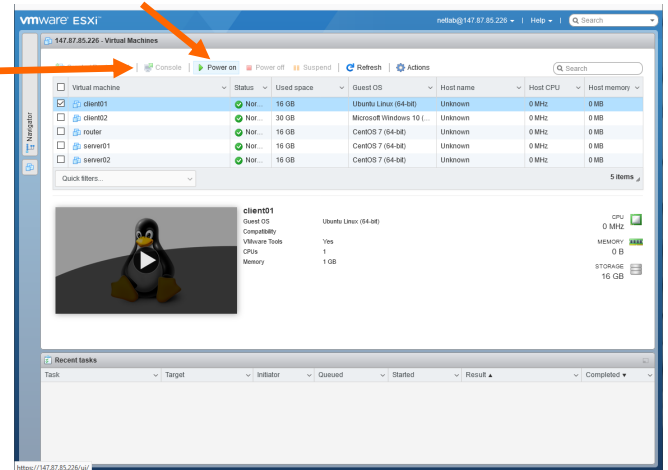 vmware ESXi™ netlab@147.87.85.226 | Help | Search
147.87.85.226 - Virtual Machines
Console | Power on Power off Suspend | Refresh | Actions Search
Virtual machine Status Used space Guest OS Host name Host CPU Host memory
client01 Nor... 16 GB Ubuntu Linux (64-bit) Unknown 0 MHz 0 MB
client02 Nor... 30 GB Microsoft Windows 10 (... Unknown 0 MHz 0 MB
router Nor... 16 GB CentOS 7 (64-bit) Unknown 0 MHz 0 MB
server01 Nor... 16 GB CentOS 7 (64-bit) Unknown 0 MHz 0 MB
server02 Nor... 16 GB CentOS 7 (64-bit) Unknown 0 MHz 0 MB
Quick filters... 5 items
Navigator
client01
Guest OS Ubuntu Linux (64-bit)
Compatibility
VMware Tools Yes
CPUs 1
Memory 1 GB
CPU
0 MHz
MEMORY
0 B
STORAGE
16 GB
Recent tasks
Task Target Initiator Queued Started Result ▲ Completed ▼
https://147.87.85.226/ui/